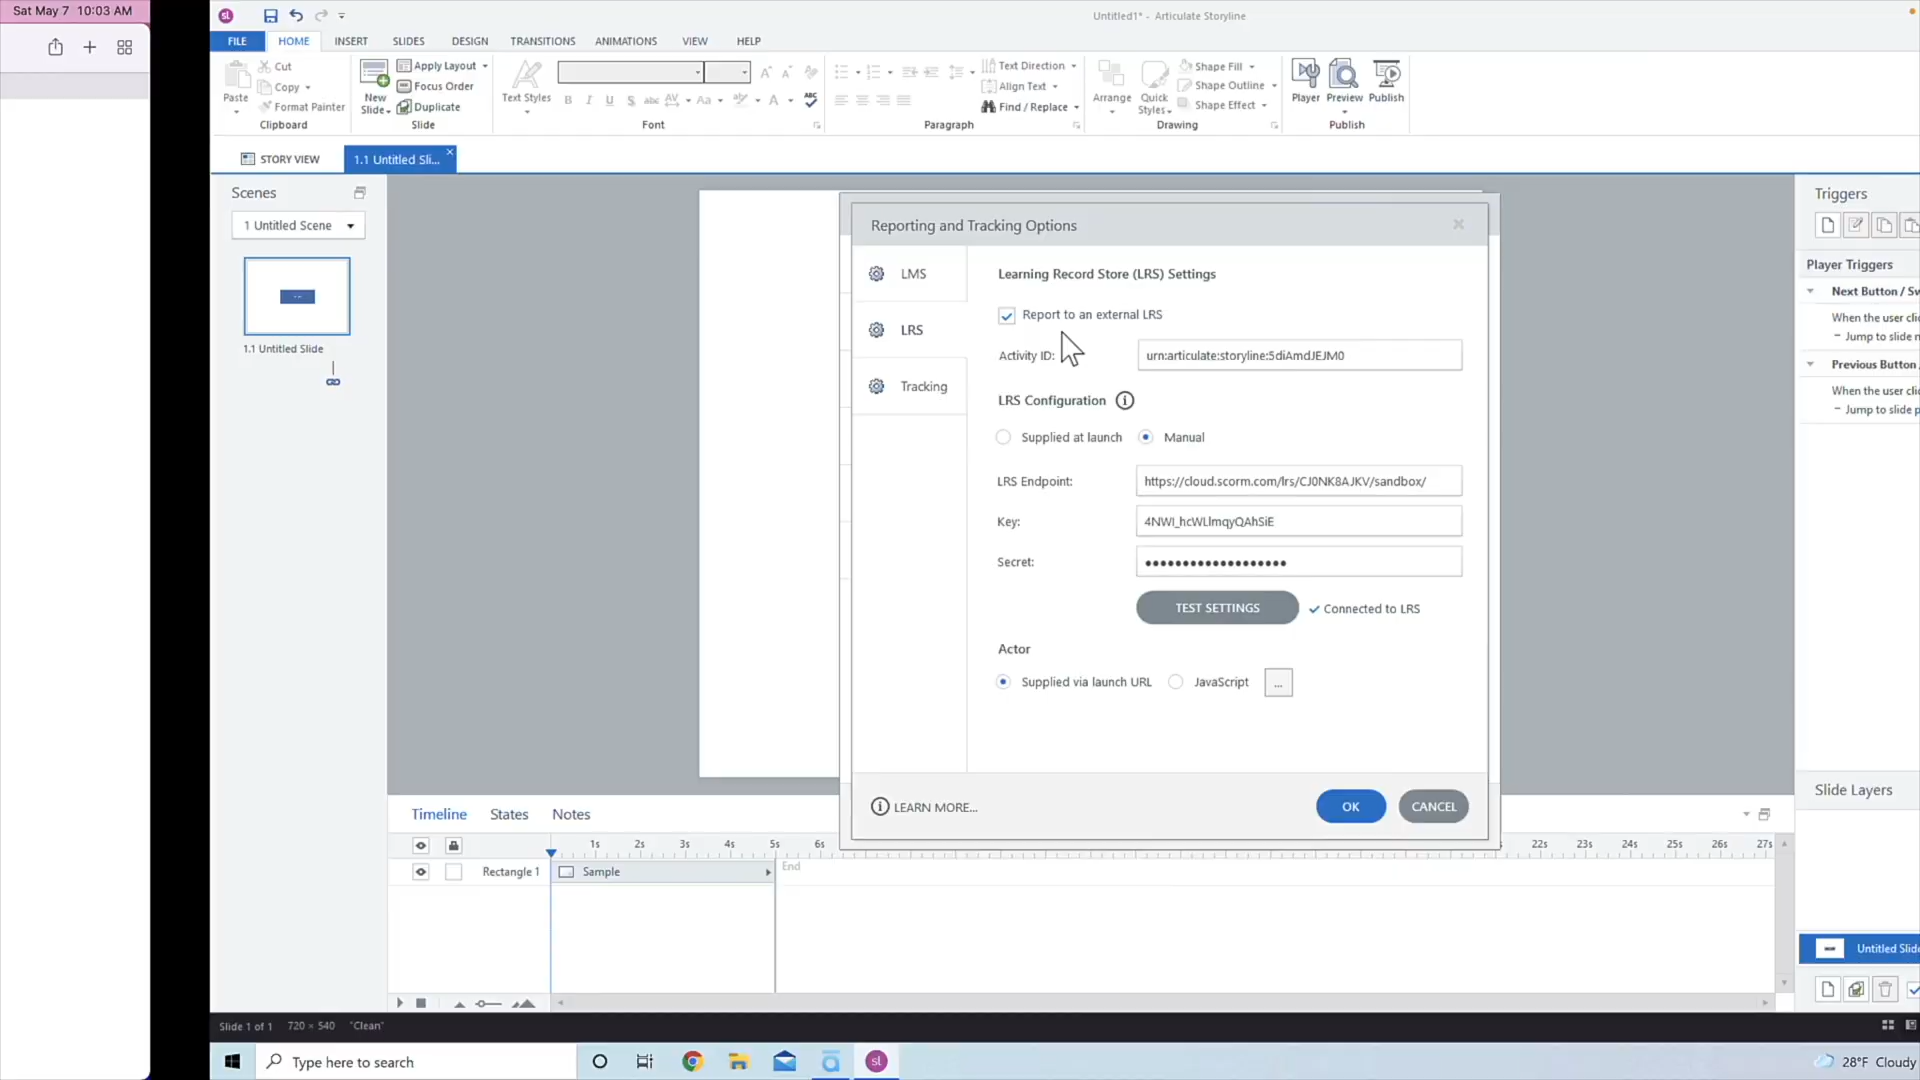 Sat May 7 10:03 AM
Untitled1* - Articulate Storyline
FILE HOME INSERT SLIDES DESIGN TRANSITIONS ANIMATIONS VIEW HELP
Paste
Cut
Copy
Format Painter
Clipboard
New Slide
Apply Layout
Focus Order
Duplicate
Slide
Text Styles
B I U S abc AV Aa A
ABC
Font
Text Direction
Align Text
Find / Replace
Paragraph
Arrange
Quick Styles
Shape Fill
Shape Outline
Shape Effect
Drawing
Player
Preview
Publish
Publish
STORY VIEW
1.1 Untitled Sli...
Scenes
1 Untitled Scene
1.1 Untitled Slide
Reporting and Tracking Options
LMS
LRS
Tracking
Learning Record Store (LRS) Settings
Report to an external LRS
Activity ID: urn:articulate:storyline:5diAmdJEJM0
LRS Configuration
Supplied at launch Manual
LRS Endpoint: https://cloud.scorm.com/lrs/CJ0NK8AJKV/sandbox/
Key: 4NWI_hcWLlmqyQAhSiE
Secret: •••••••••••••••••••
TEST SETTINGS Connected to LRS
Actor
Supplied via launch URL JavaScript ...
LEARN MORE...
OK CANCEL
Triggers
Player Triggers
Next Button / Sw
When the user clic
Jump to slide n
Previous Button
When the user clic
Jump to slide p
Slide Layers
Untitled Slide
Timeline States Notes
1s 2s 3s 4s 5s 6s 22s 23s 24s 25s 26s 27s
Rectangle 1 Sample End
Slide 1 of 1 720 × 540 "Clean"
Type here to search
sl
28°F Cloudy